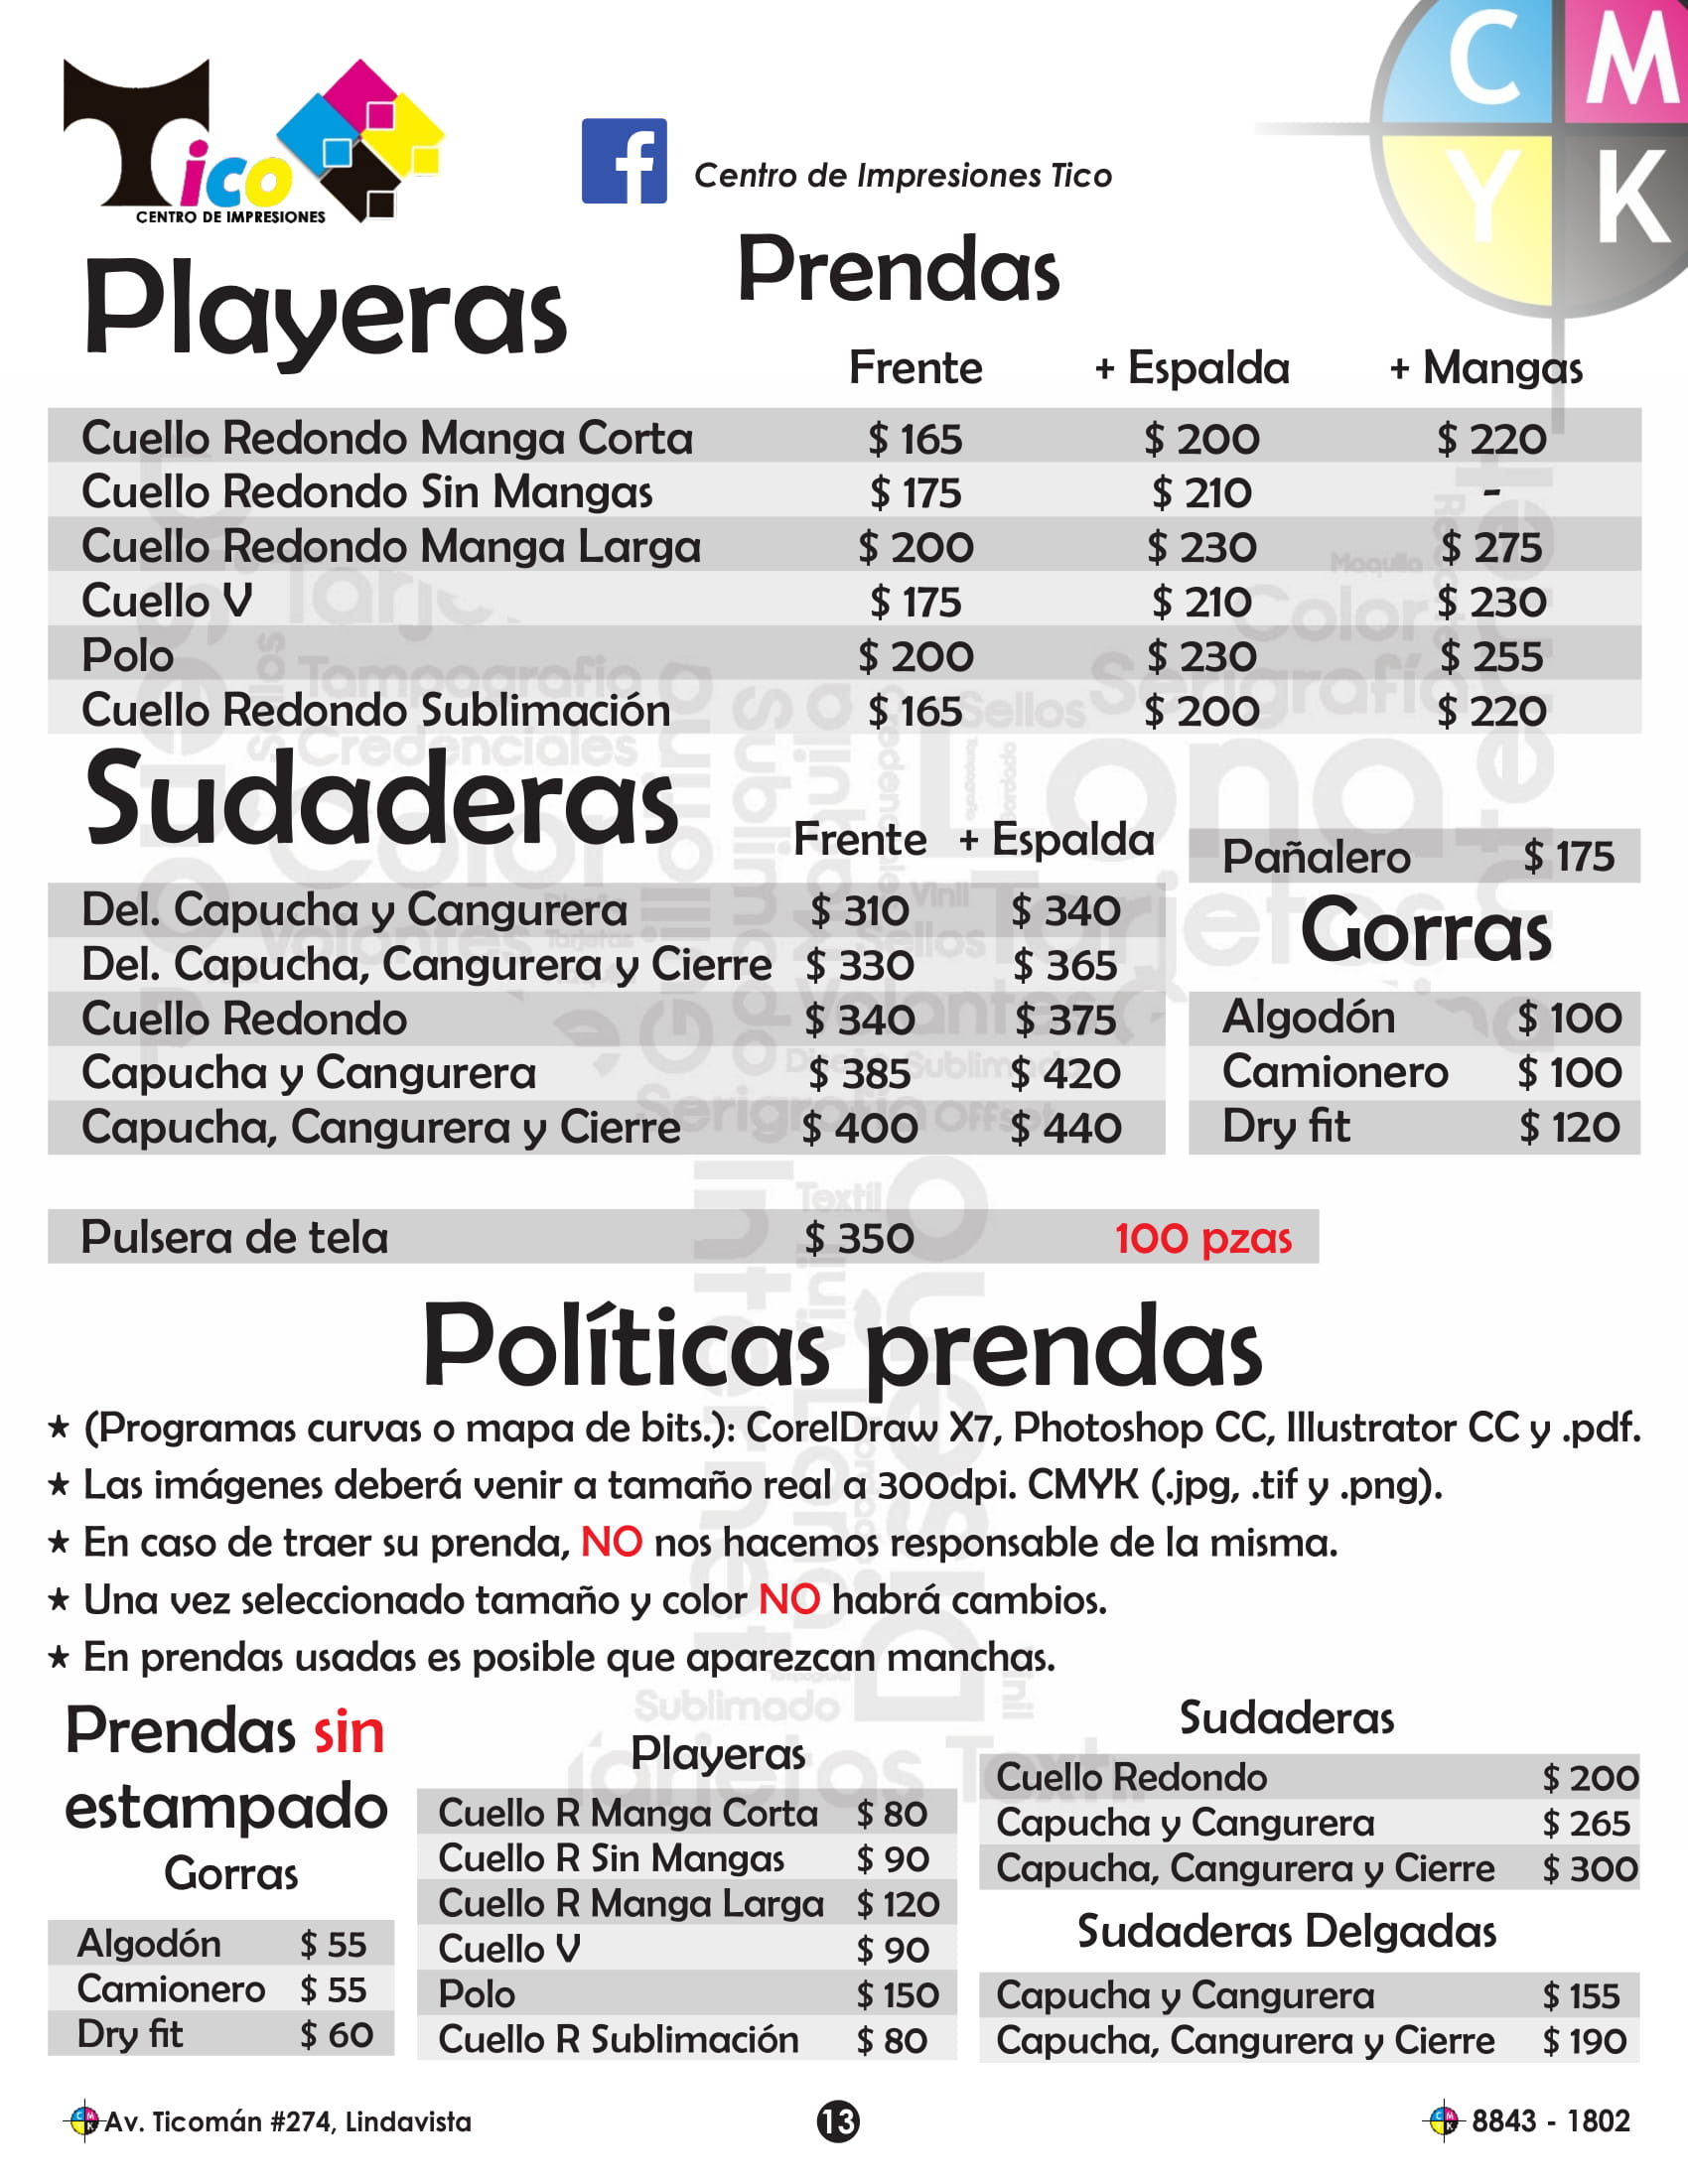 Tico
CENTRO DE IMPRESIONES
Centro de Impresiones Tico
C M
Y K
Prendas
Playeras
Frente + Espalda + Mangas
Cuello Redondo Manga Corta $ 165 $ 200 $ 220
Cuello Redondo Sin Mangas $ 175 $ 210 -
Cuello Redondo Manga Larga $ 200 $ 230 $ 275
Cuello V $ 175 $ 210 $ 230
Polo $ 200 $ 230 $ 255
Cuello Redondo Sublimación $ 165 $ 200 $ 220
Sudaderas
Frente + Espalda
Del. Capucha y Cangurera $ 310 $ 340
Del. Capucha, Cangurera y Cierre $ 330 $ 365
Cuello Redondo $ 340 $ 375
Capucha y Cangurera $ 385 $ 420
Capucha, Cangurera y Cierre $ 400 $ 440
Pañalero $ 175
Gorras
Algodón $ 100
Camionero $ 100
Dry fit $ 120
Pulsera de tela $ 350 100 pzas
Políticas prendas
★ (Programas curvas o mapa de bits.): CorelDraw X7, Photoshop CC, Illustrator CC y .pdf.
★ Las imágenes deberá venir a tamaño real a 300dpi. CMYK (.jpg, .tif y .png).
★ En caso de traer su prenda, NO nos hacemos responsable de la misma.
★ Una vez seleccionado tamaño y color NO habrá cambios.
★ En prendas usadas es posible que aparezcan manchas.
Prendas sin
estampado
Gorras
Algodón $ 55
Camionero $ 55
Dry fit $ 60
Playeras
Cuello R Manga Corta $ 80
Cuello R Sin Mangas $ 90
Cuello R Manga Larga $ 120
Cuello V $ 90
Polo $ 150
Cuello R Sublimación $ 80
Sudaderas
Cuello Redondo $ 200
Capucha y Cangurera $ 265
Capucha, Cangurera y Cierre $ 300
Sudaderas Delgadas
Capucha y Cangurera $ 155
Capucha, Cangurera y Cierre $ 190
Av. Ticomán #274, Lindavista
13
8843 - 1802